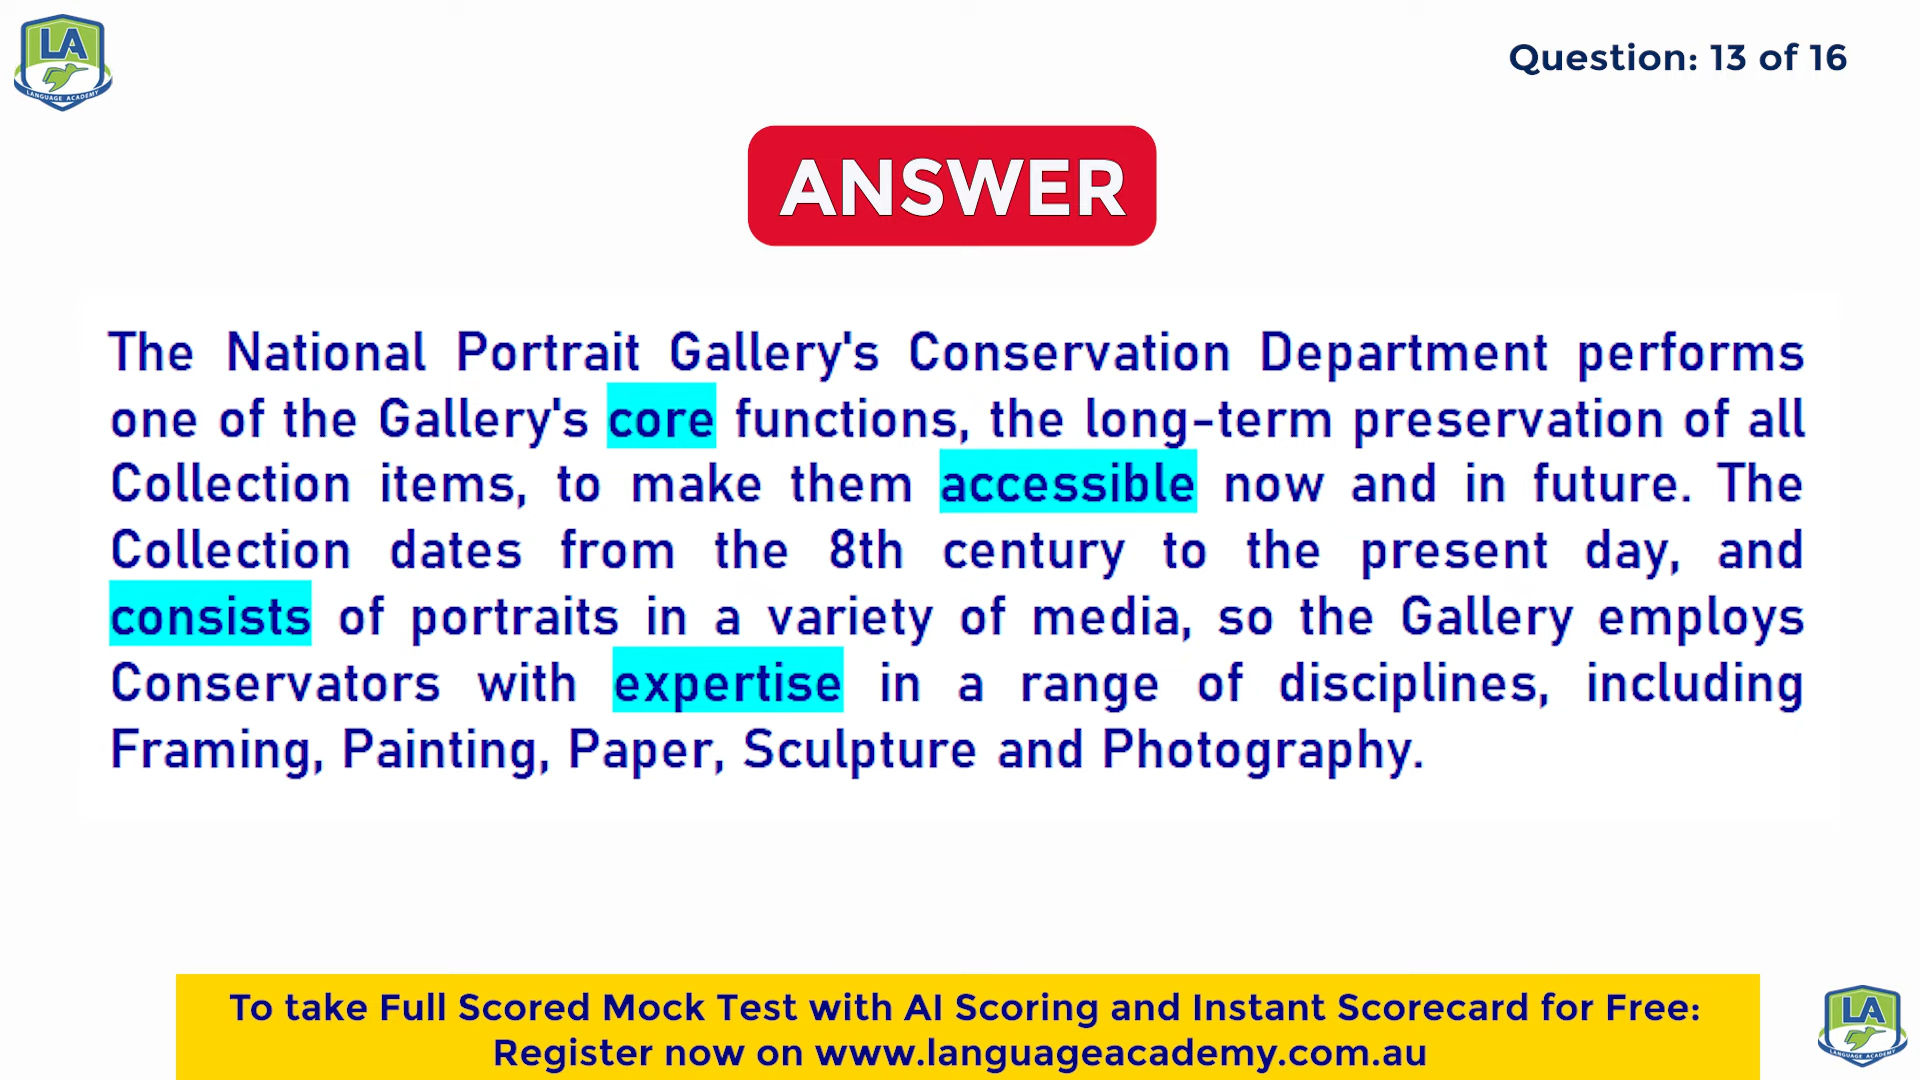 LA
LANGUAGE ACADEMY
Question: 13 of 16
ANSWER
The National Portrait Gallery's Conservation Department performs
one of the Gallery's core functions, the long-term preservation of all
Collection items, to make them accessible now and in future. The
Collection dates from the 8th century to the present day, and
consists of portraits in a variety of media, so the Gallery employs
Conservators with expertise in a range of disciplines, including
Framing, Painting, Paper, Sculpture and Photography.
To take Full Scored Mock Test with AI Scoring and Instant Scorecard for Free:
Register now on www.languageacademy.com.au
LA
LANGUAGE ACADEMY